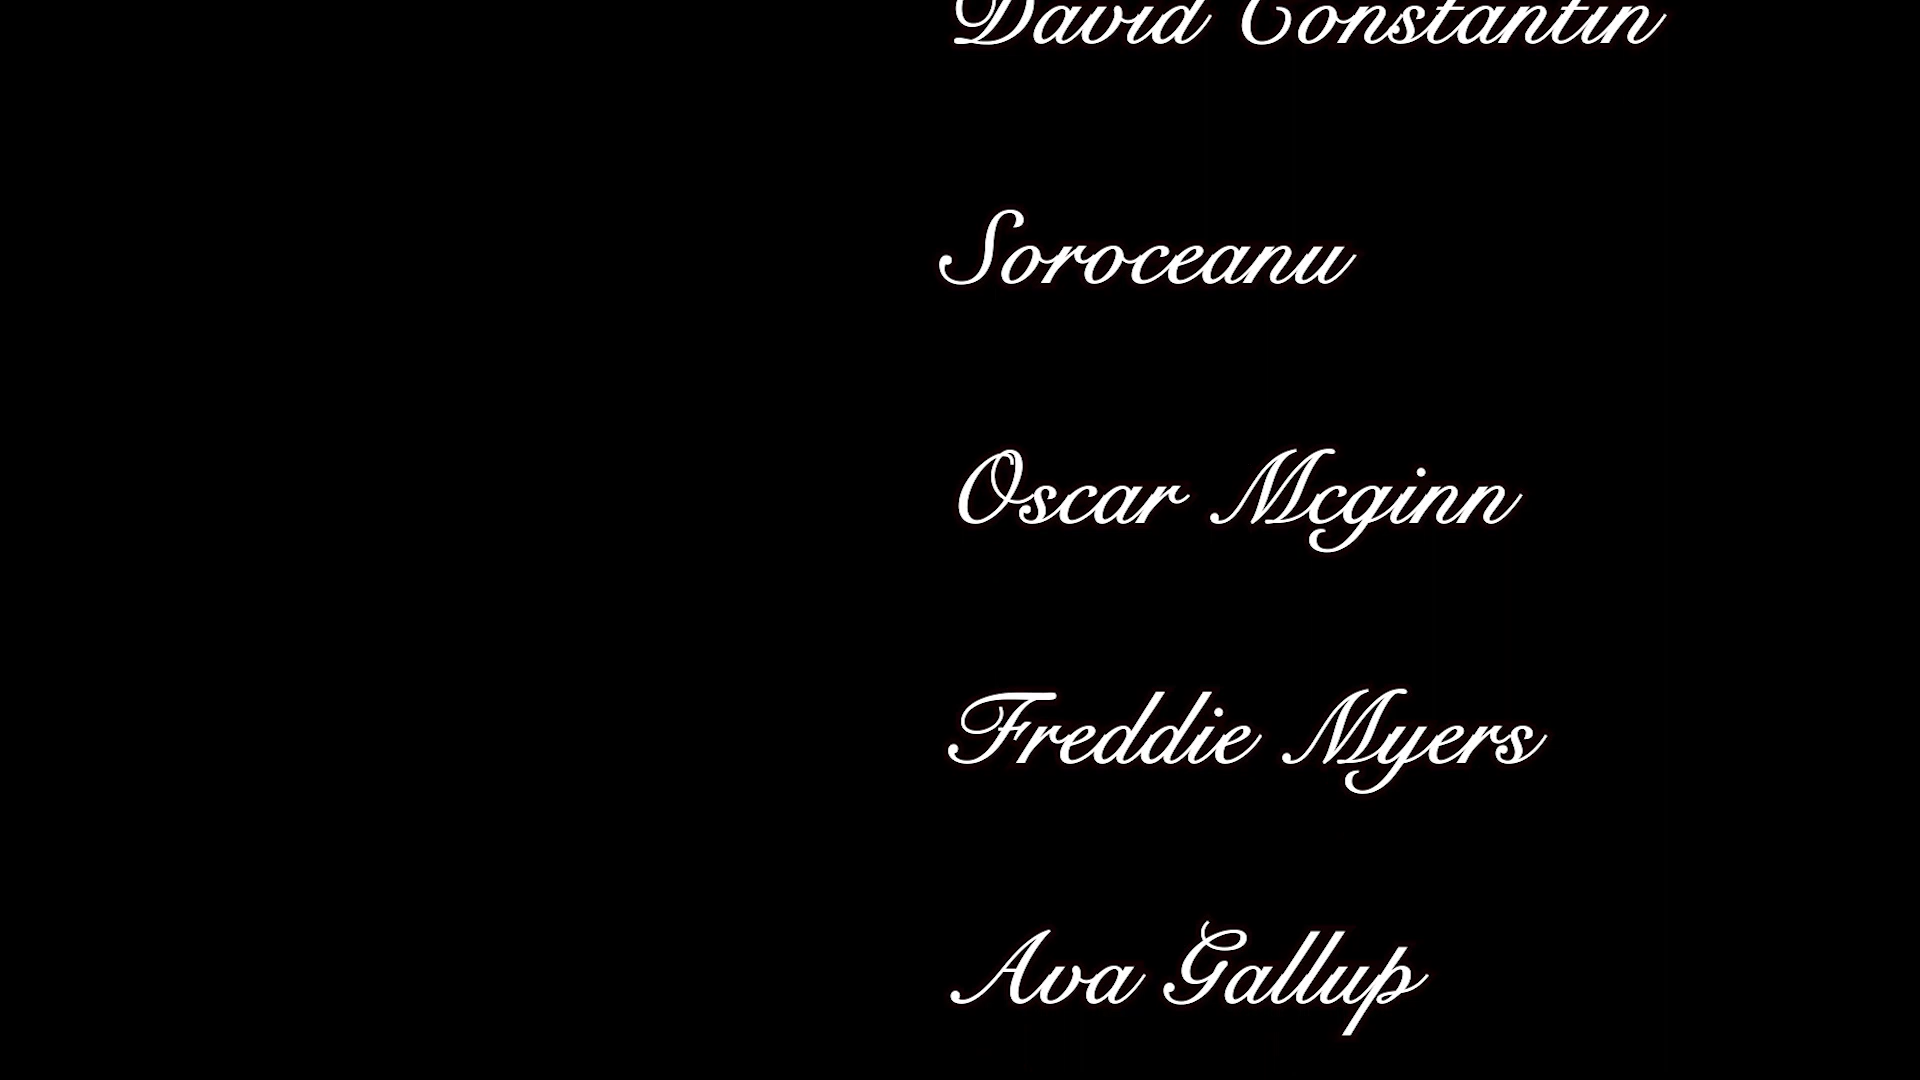 David Constantin
Soroceanu
Oscar Mcginn
Freddie Myers
Ava Gallup